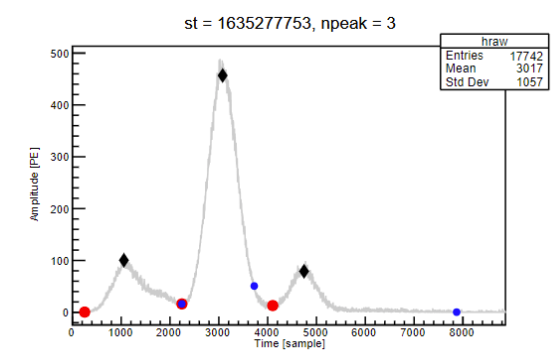 st = 1635277753, npeak = 3
hraw
Entries 17742
Mean 3017
Std Dev 1057
Amplitude [PE]
500
400
300
200
100
0
0 1000 2000 3000 4000 5000 6000 7000 8000
Time [sample]